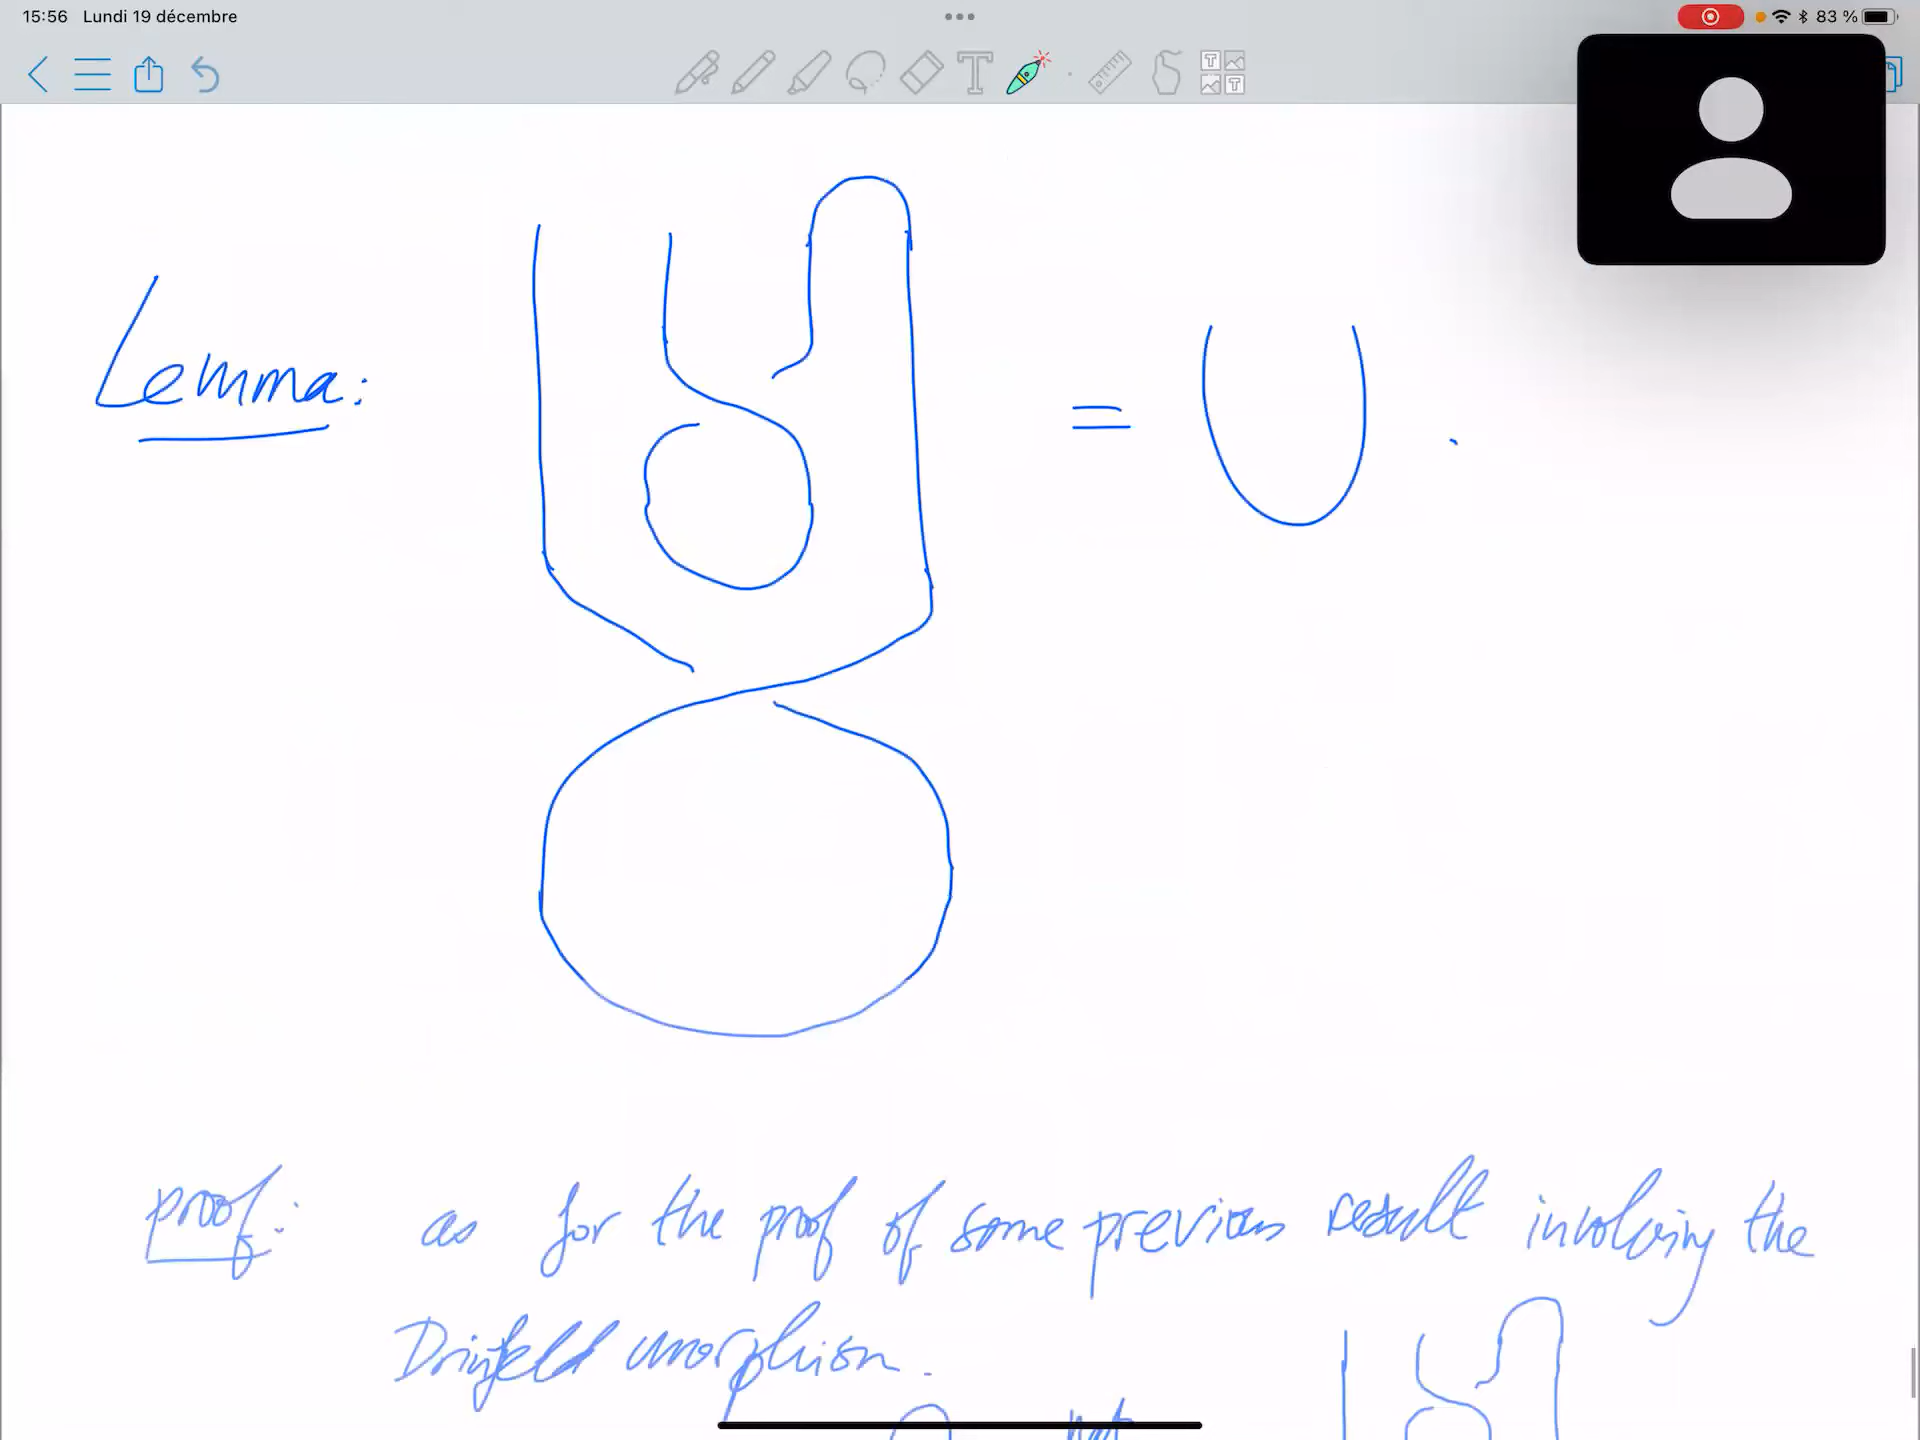 15:56 Lundi 19 décembre
83 %
Lemma:
=
.
proof: as for the proof of some previous result involving the
Drinfeld morphism.